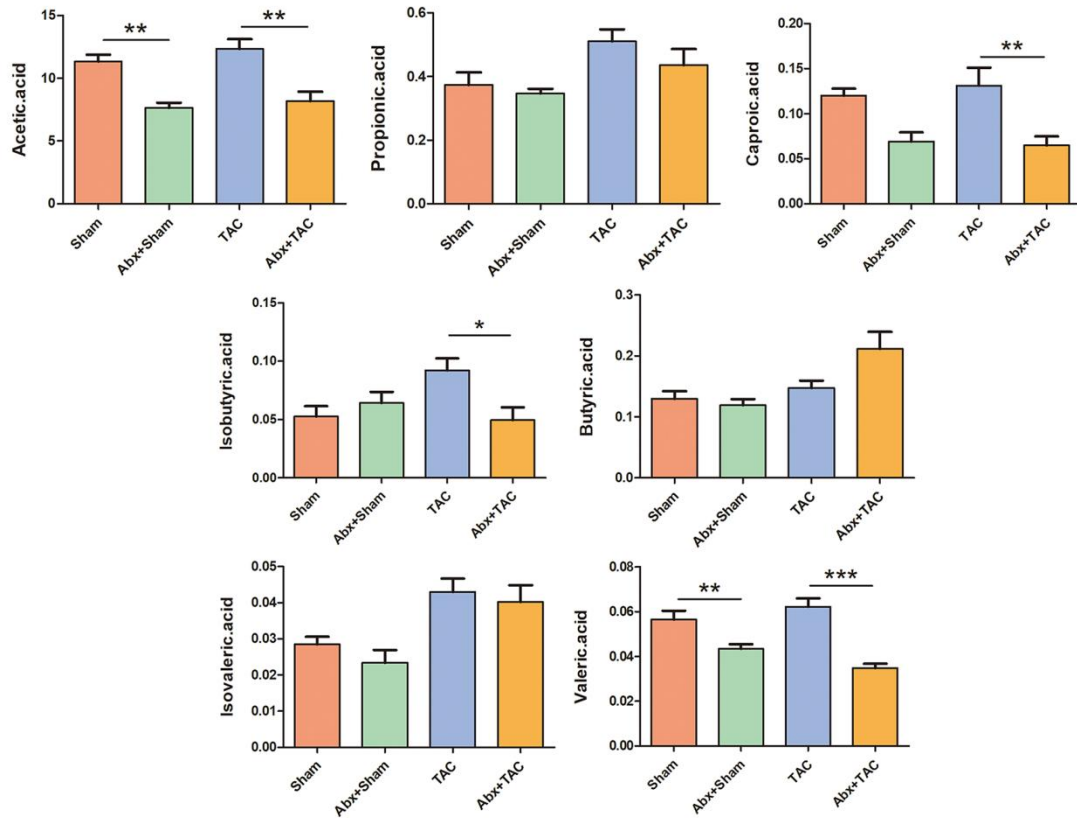 Acetic.acid
15
10
5
0
**
**
Sham
Abx+Sham
TAC
Abx+TAC
Propionic.acid
0.6
0.4
0.2
0.0
Sham
Abx+Sham
TAC
Abx+TAC
Caproic.acid
0.20
0.15
0.10
0.05
0.00
**
Sham
Abx+Sham
TAC
Abx+TAC
Isobutyric.acid
0.15
0.10
0.05
0.00
*
Sham
Abx+Sham
TAC
Abx+TAC
Butyric.acid
0.3
0.2
0.1
0.0
Sham
Abx+Sham
TAC
Abx+TAC
Isovaleric.acid
0.05
0.04
0.03
0.02
0.01
0.00
Sham
Abx+Sham
TAC
Abx+TAC
Valeric.acid
0.08
0.06
0.04
0.02
0.00
**
***
Sham
Abx+Sham
TAC
Abx+TAC